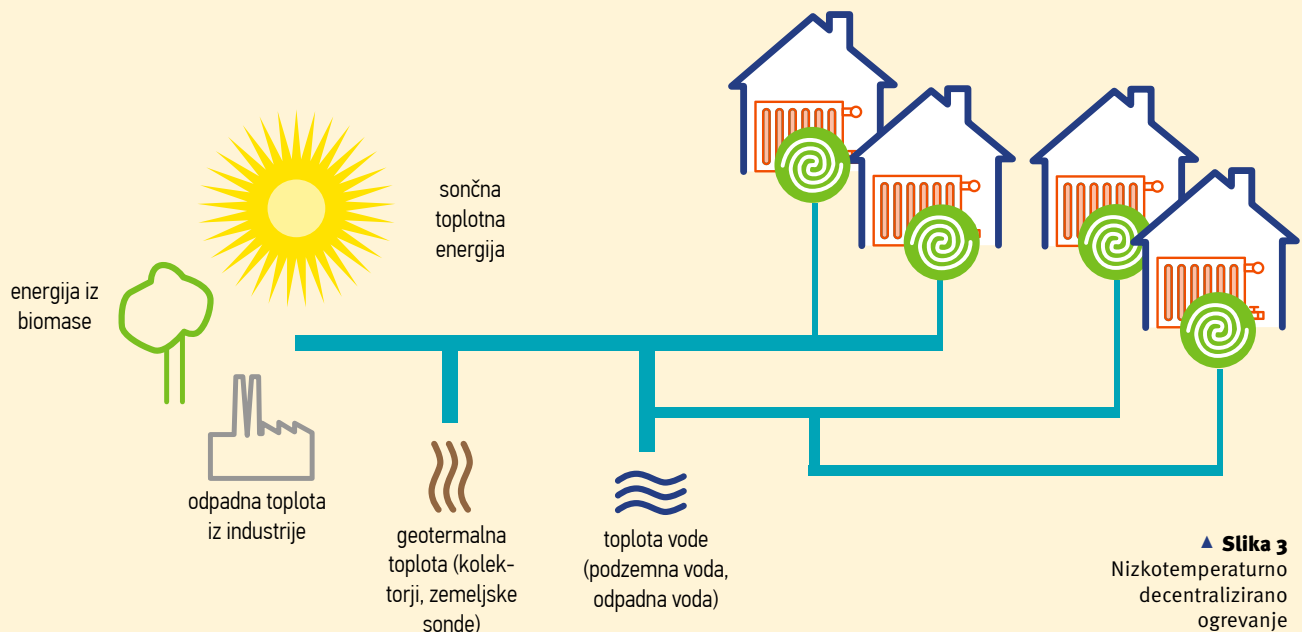 sončna
toplotna
energija
energija iz
biomase
odpadna toplota
iz industrije
geotermalna
toplota (kolek-
torji, zemeljske
sonde)
toplota vode
(podzemna voda,
odpadna voda)
▲ Slika 3
Nizkotemperaturno
decentralizirano
ogrevanje